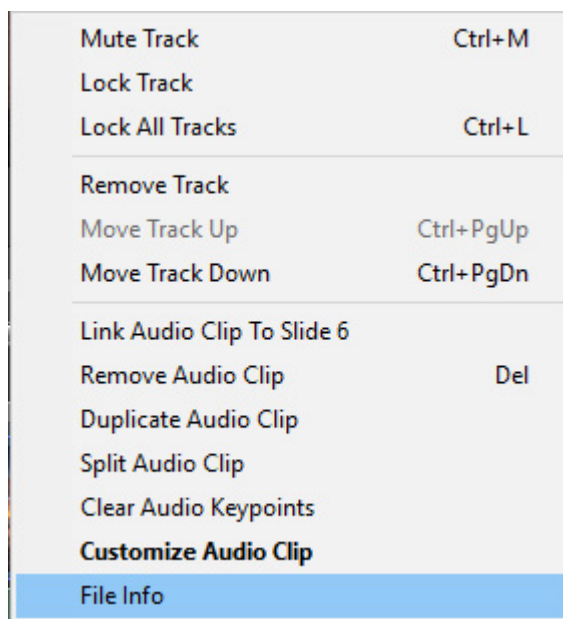 Mute Track Ctrl+M
Lock Track
Lock All Tracks Ctrl+L
Remove Track
Move Track Up Ctrl+PgUp
Move Track Down Ctrl+PgDn
Link Audio Clip To Slide 6
Remove Audio Clip Del
Duplicate Audio Clip
Split Audio Clip
Clear Audio Keypoints
Customize Audio Clip
File Info